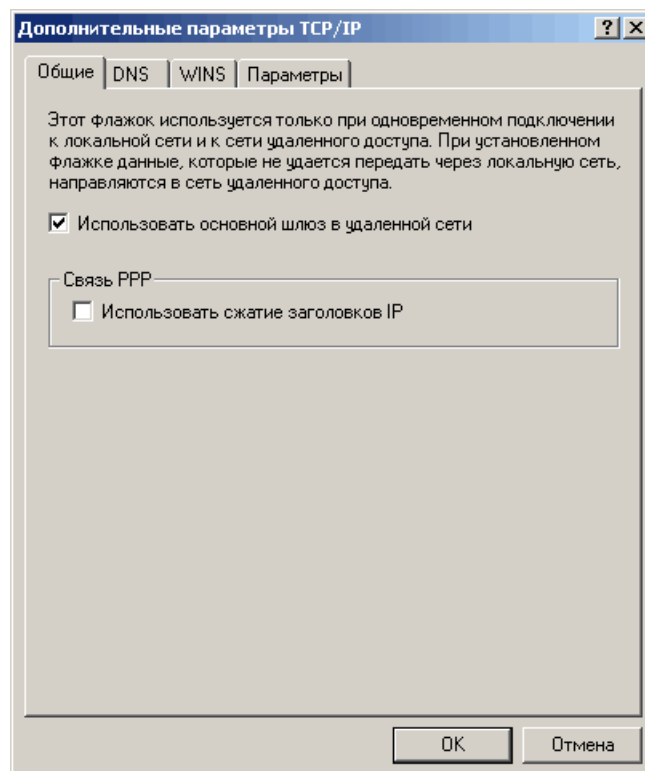 Дополнительные параметры TCP/IP
Общие DNS WINS Параметры
Этот флажок используется только при одновременном подключении
к локальной сети и к сети удаленного доступа. При установленном
флажке данные, которые не удается передать через локальную сеть,
направляются в сеть удаленного доступа.
Использовать основной шлюз в удаленной сети
Связь PPP
Использовать сжатие заголовков IP
OK Отмена